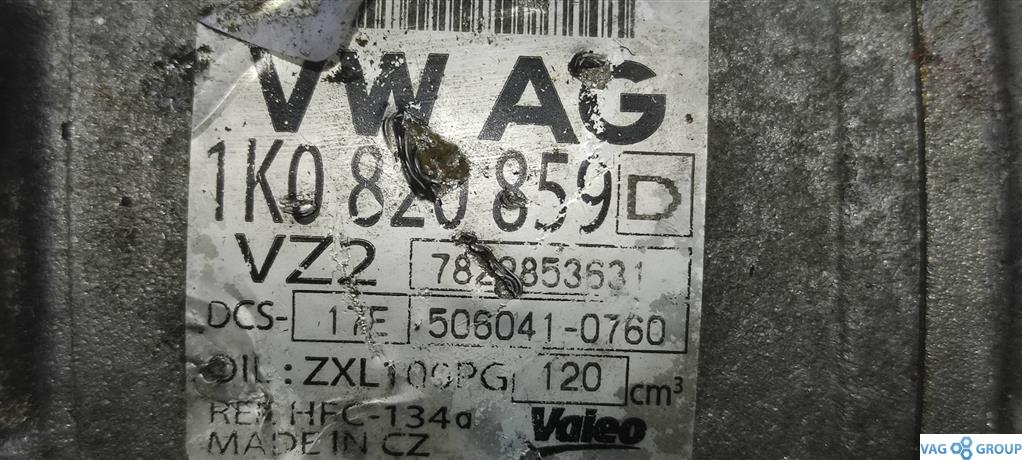 VW AG
1K0 820 859 D
VZ2 7823853631
DCS- 17E 506041-0760
OIL: ZXL100PG 120 cm³
REF. HFC-134a
MADE IN CZ Valeo
VAG GROUP